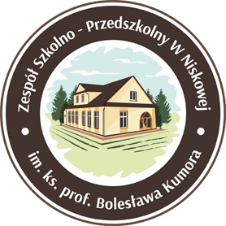 Zespół Szkolno - Przedszkolny W Niskowej
im. ks. prof. Bolesława Kumora